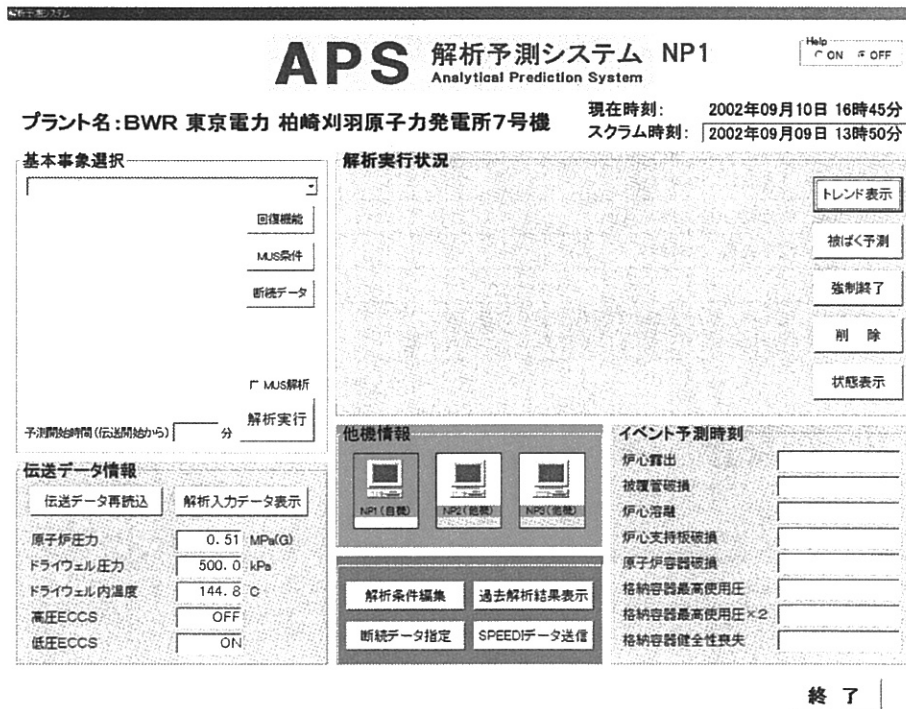 解析予測システム
APS 解析予測システム NP1
Analytical Prediction System
Help
ON OFF
プラント名:BWR 東京電力 柏崎刈羽原子力発電所7号機
現在時刻: 2002年09月10日 16時45分
スクラム時刻: 2002年09月09日 13時50分
基本事象選択
回復機能
MUS条件
断続データ
MUS解析
予測開始時間(伝送開始から) 分
解析実行
解析実行状況
トレンド表示
被ばく予測
強制終了
削 除
状態表示
伝送データ情報
伝送データ再読込 解析入力データ表示
原子炉圧力 0.51 MPa(G)
ドライウェル圧力 500.0 kPa
ドライウェル内温度 144.8 C
高圧ECCS OFF
低圧ECCS ON
他機情報
NP1(自機) NP2(他機) NP3(他機)
解析条件編集 過去解析結果表示
断続データ指定 SPEEDIデータ送信
イベント予測時刻
炉心露出
被覆管破損
炉心溶融
炉心支持板破損
原子炉容器破損
格納容器最高使用圧
格納容器最高使用圧×2
格納容器健全性喪失
終 了